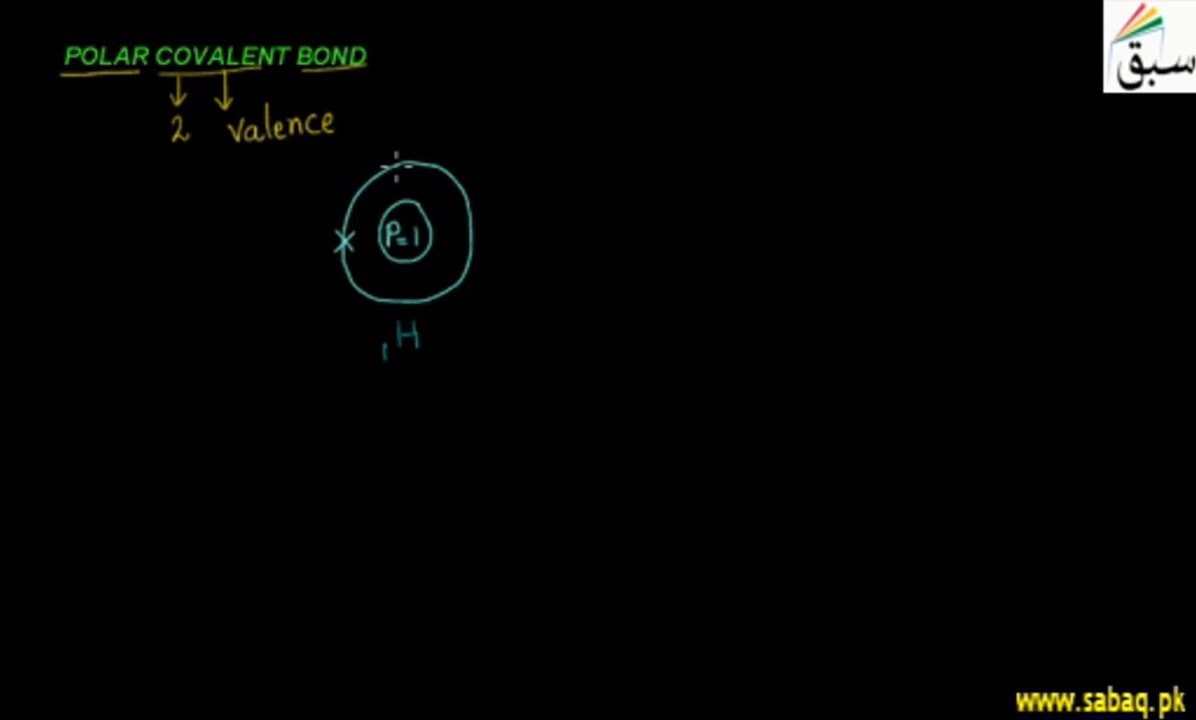 POLAR COVALENT BOND
سبق
2 valence
P=1
1H
www.sabaq.pk